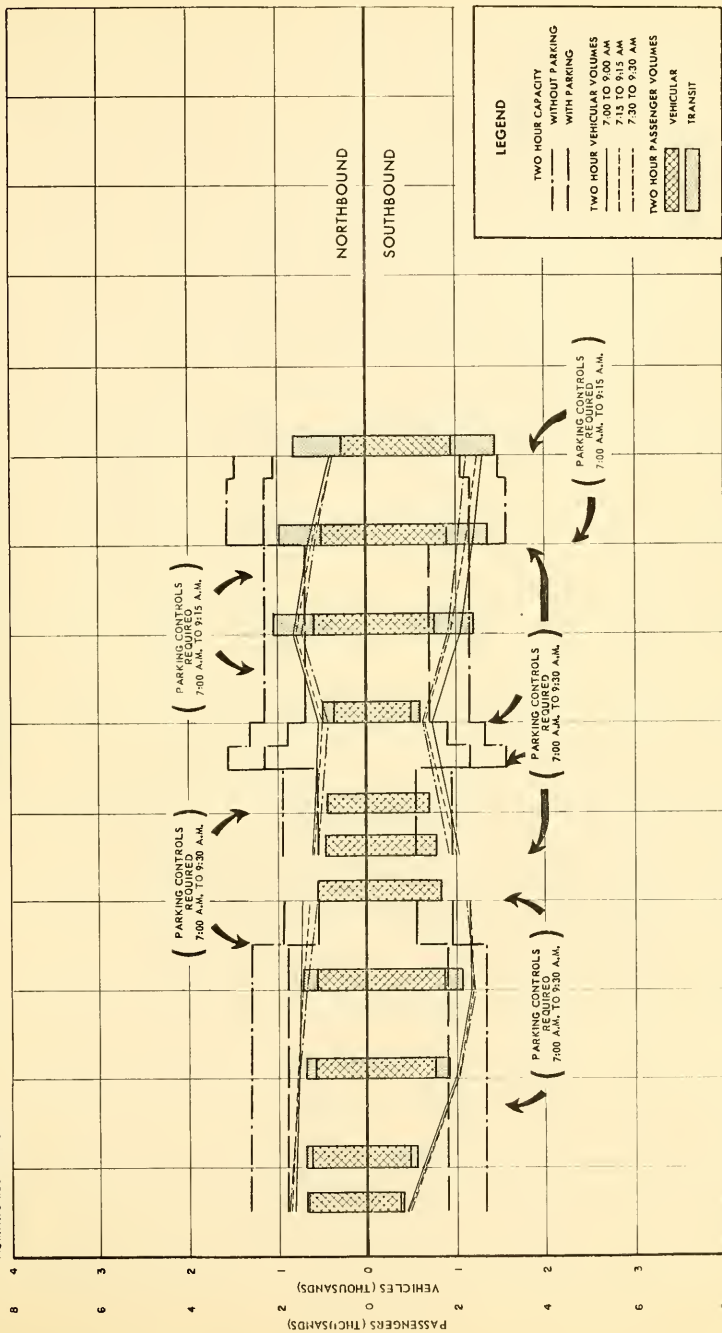 NORTHBOUND
SOUTHBOUND
LEGEND
TWO HOUR CAPACITY
WITHOUT PARKING
WITH PARKING
TWO HOUR VEHICULAR VOLUMES
7:00 TO 9:00 AM
7:15 TO 9:15 AM
7:30 TO 9:30 AM
TWO HOUR PASSENGER VOLUMES
VEHICULAR
TRANSIT
(PARKING CONTROLS
REQUIRED
7:00 A.M. TO 9:30 A.M.)
(PARKING CONTROLS
REQUIRED
7:00 A.M. TO 9:15 A.M.)
(PARKING CONTROLS
REQUIRED
7:00 A.M. TO 9:30 A.M.)
(PARKING CONTROLS
REQUIRED
7:00 A.M. TO 9:30 A.M.)
(PARKING CONTROLS
REQUIRED
7:00 A.M. TO 9:15 A.M.)
PASSENGERS (THOUSANDS)
8
6
4
2
0
2
4
6
VEHICLES (THOUSANDS)
4
3
2
1
0
1
2
3